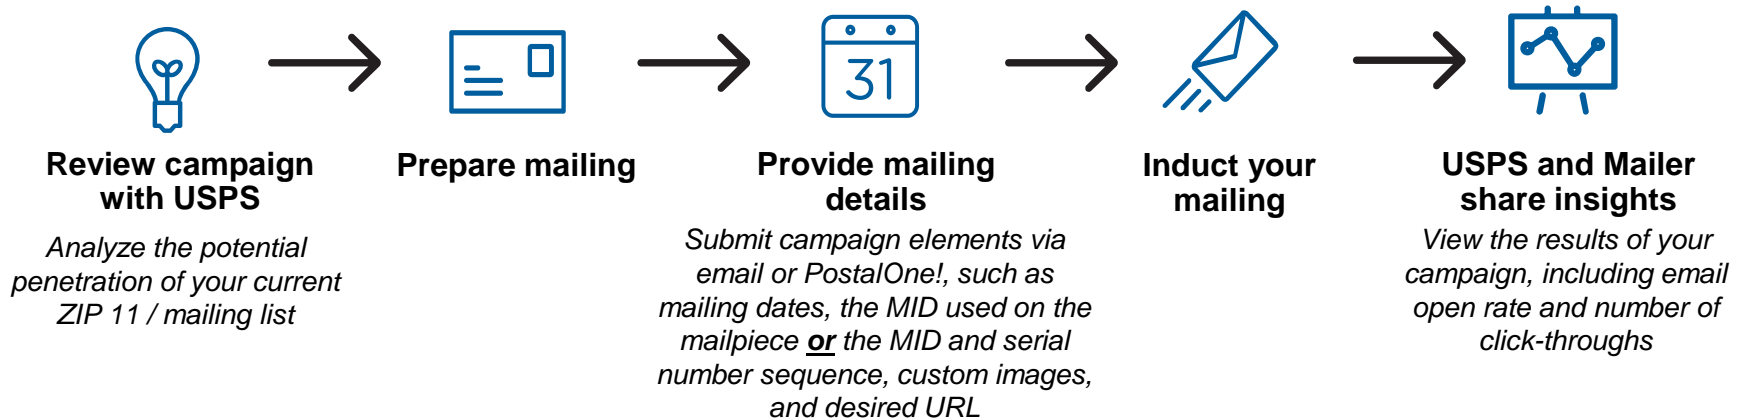 31
Review campaign
with USPS
Analyze the potential
penetration of your current
ZIP 11 / mailing list
Prepare mailing
Provide mailing
details
Submit campaign elements via
email or PostalOne!, such as
mailing dates, the MID used on the
mailpiece or the MID and serial
number sequence, custom images,
and desired URL
Induct your
mailing
USPS and Mailer
share insights
View the results of your
campaign, including email
open rate and number of
click-throughs